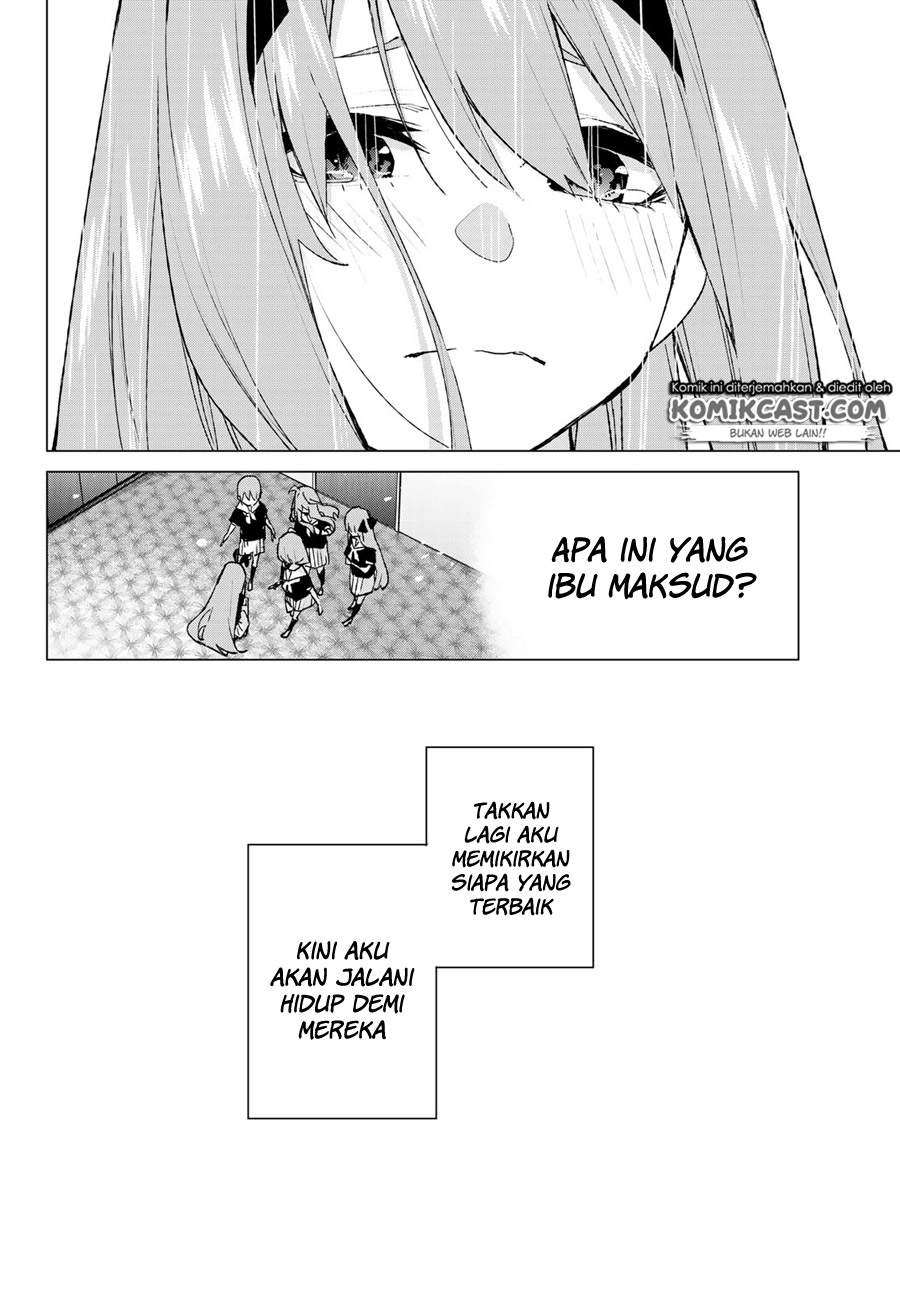 Komik ini diterjemahkan & diedit oleh
KOMIKCAST.COM
BUKAN WEB LAIN!!
APA INI YANG
IBU MAKSUD?
TAKKAN
LAGI AKU
MEMIKIRKAN
SIAPA YANG
TERBAIK
KINI AKU
AKAN JALANI
HIDUP DEMI
MEREKA